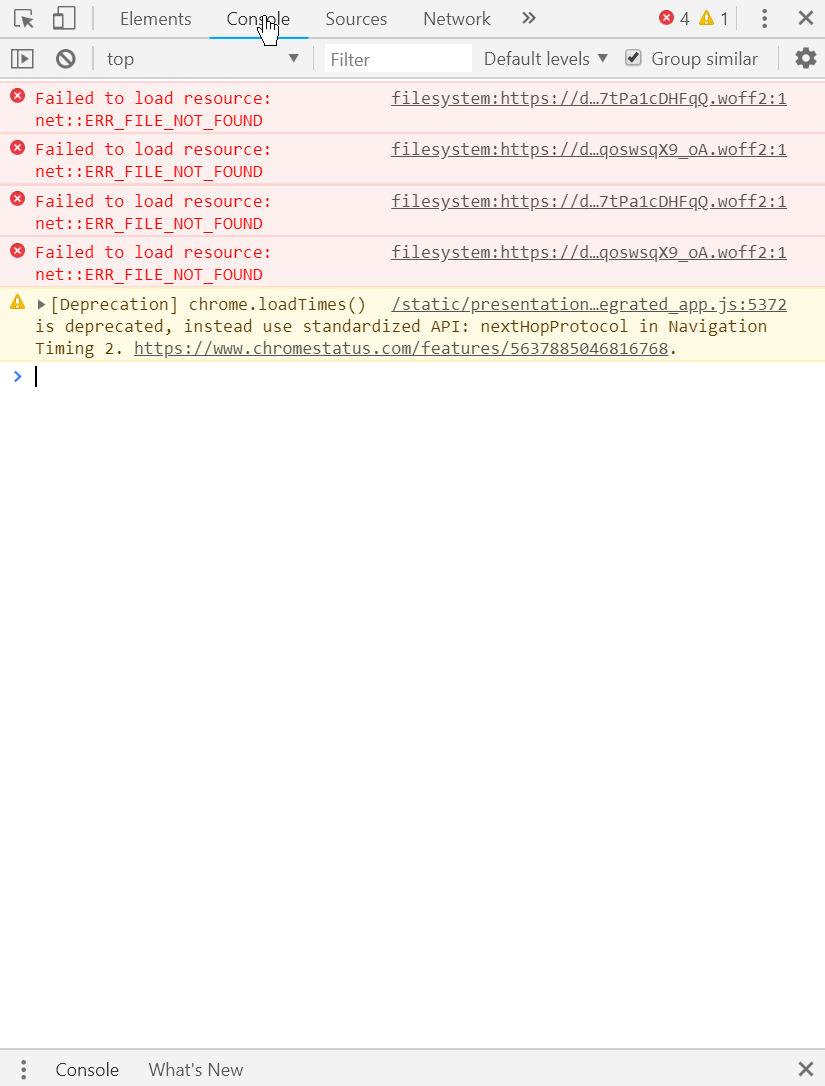 Elements Console Sources Network » 4 1
top Filter Default levels Group similar
Failed to load resource: filesystem:https://d…7tPa1cDHFqQ.woff2:1
net::ERR_FILE_NOT_FOUND
Failed to load resource: filesystem:https://d…qoswsqX9_oA.woff2:1
net::ERR_FILE_NOT_FOUND
Failed to load resource: filesystem:https://d…7tPa1cDHFqQ.woff2:1
net::ERR_FILE_NOT_FOUND
Failed to load resource: filesystem:https://d…qoswsqX9_oA.woff2:1
net::ERR_FILE_NOT_FOUND
[Deprecation] chrome.loadTimes() /static/presentation…egrated_app.js:5372
is deprecated, instead use standardized API: nextHopProtocol in Navigation
Timing 2. https://www.chromestatus.com/features/5637885046816768.
Console What's New